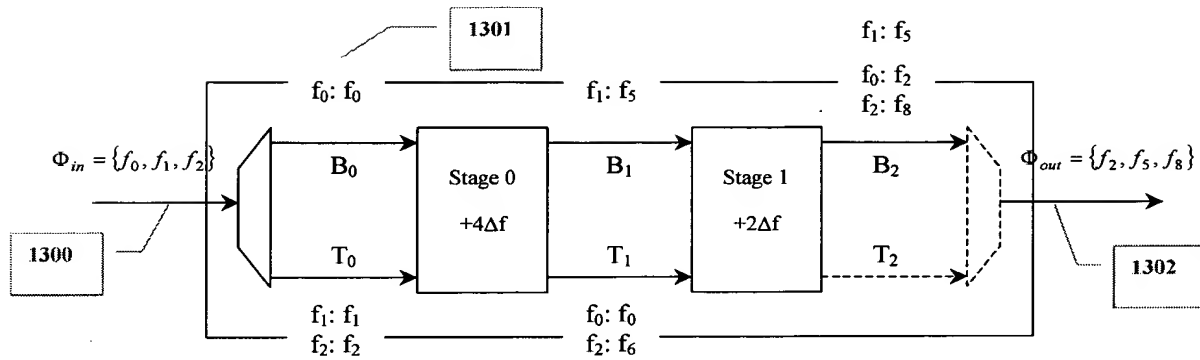 1301
f₁: f₅
f₀: f₀
f₁: f₅
f₀: f₂
f₂: f₈
Φ_in = {f₀, f₁, f₂}
B₀
Stage 0
+4Δf
B₁
Stage 1
+2Δf
B₂
Φ_out = {f₂, f₅, f₈}
1300
T₀
T₁
T₂
1302
f₁: f₁
f₂: f₂
f₀: f₀
f₂: f₆